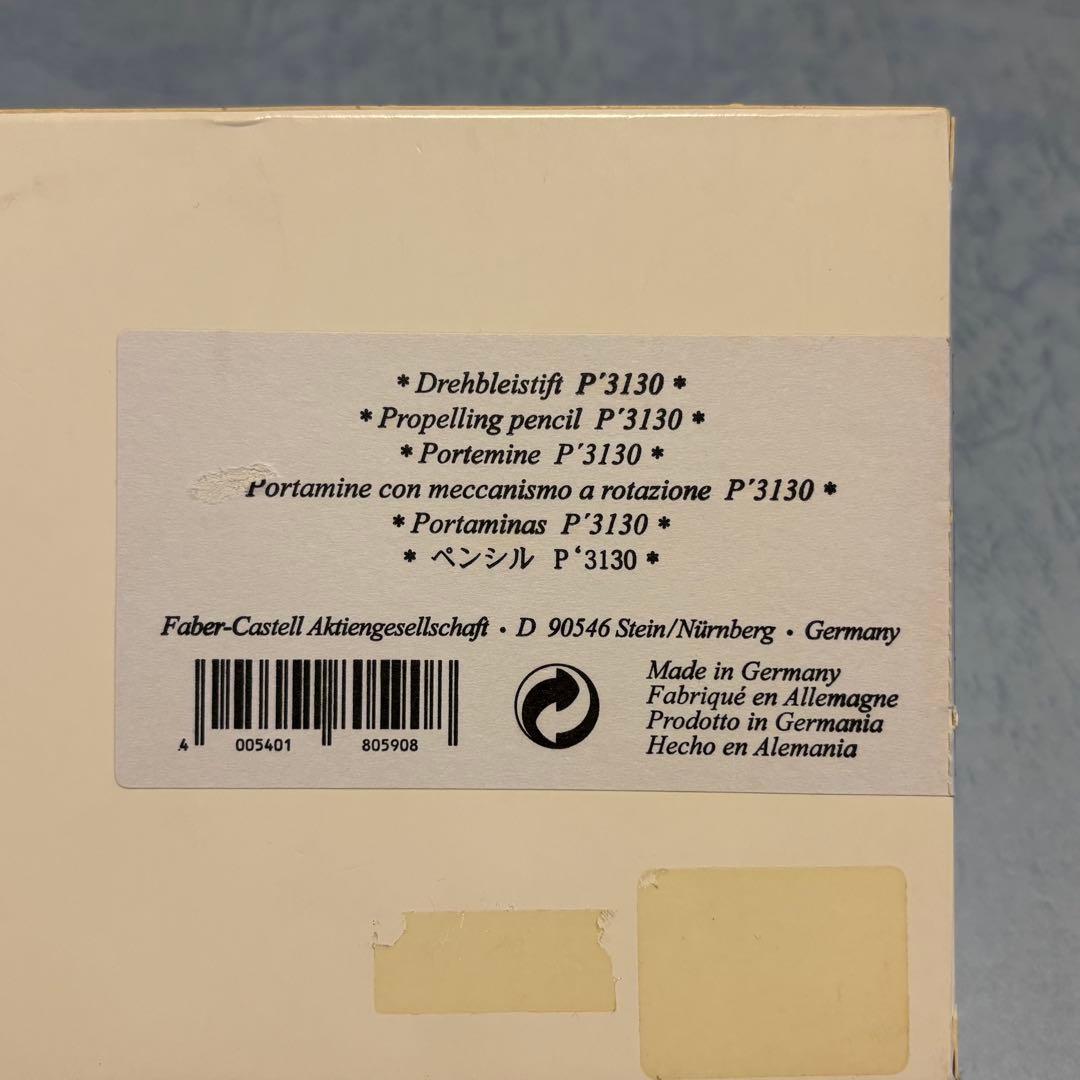 * Drehbleistift P'3130 *
* Propelling pencil P'3130 *
* Portemine P'3130 *
Portamine con meccanismo a rotazione P'3130 *
* Portaminas P'3130 *
* ペンシル P‘3130 *
Faber-Castell Aktiengesellschaft · D 90546 Stein/Nürnberg · Germany
4 005401 805908
Made in Germany
Fabriqué en Allemagne
Prodotto in Germania
Hecho en Alemania